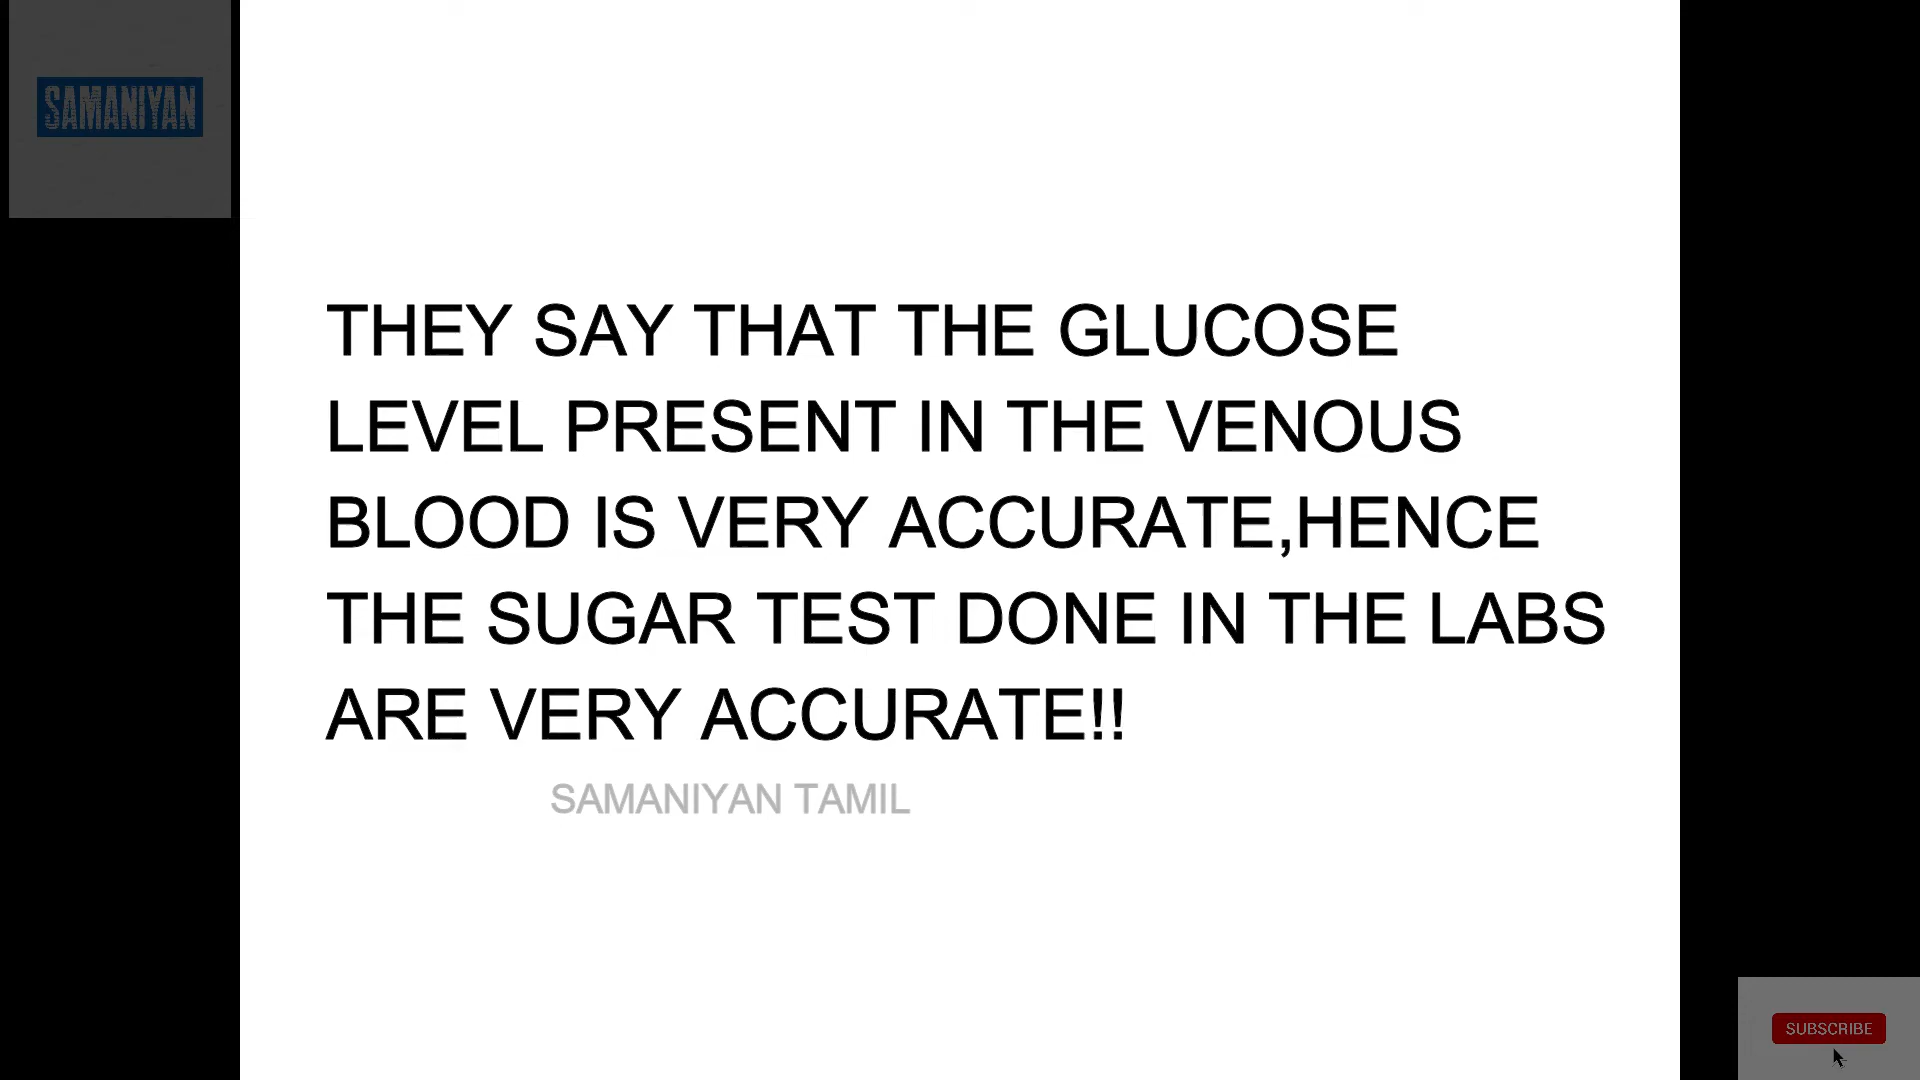 SAMANIYAN
THEY SAY THAT THE GLUCOSE
LEVEL PRESENT IN THE VENOUS
BLOOD IS VERY ACCURATE,HENCE
THE SUGAR TEST DONE IN THE LABS
ARE VERY ACCURATE!!
SAMANIYAN TAMIL
SUBSCRIBE